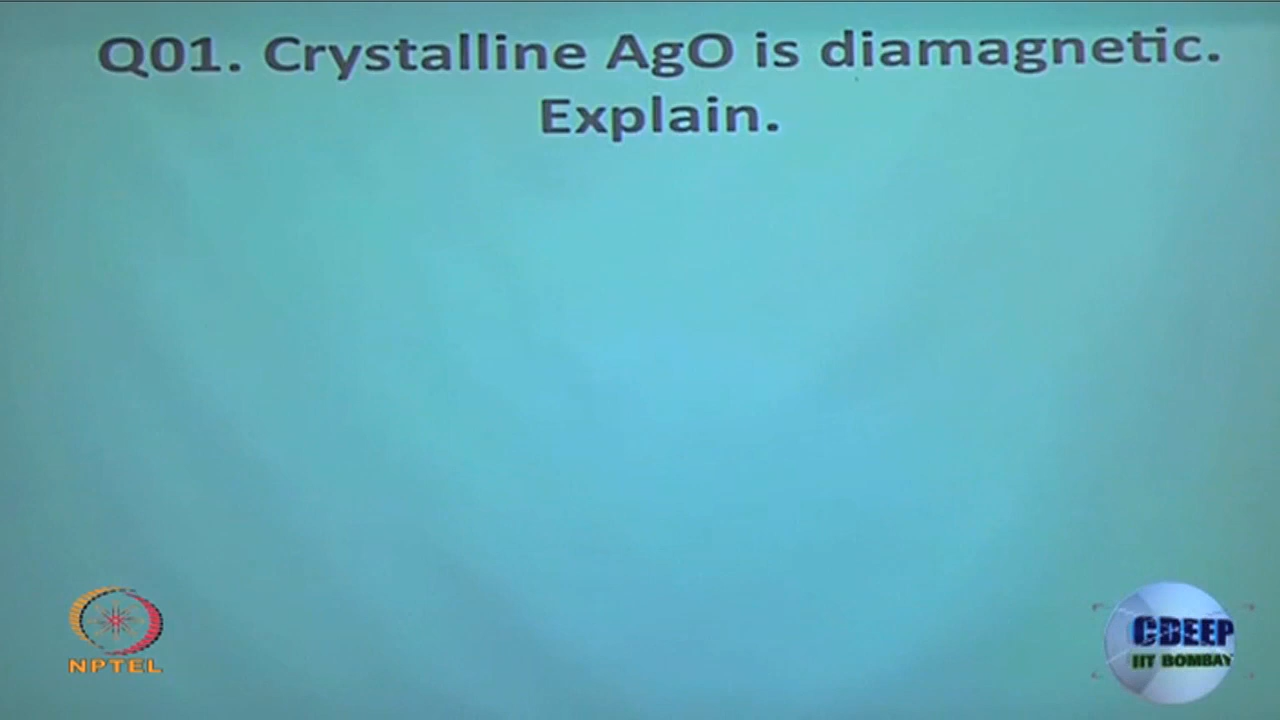 Q01. Crystalline AgO is diamagnetic.
Explain.
NPTEL
CDEEP
IIT BOMBAY